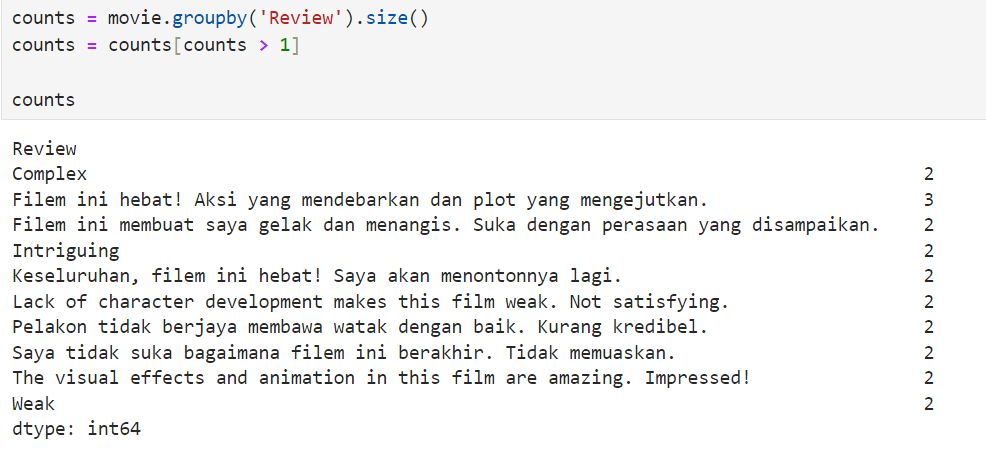 counts = movie.groupby('Review').size()
counts = counts[counts > 1]
counts
Review
Complex 2
Filem ini hebat! Aksi yang mendebarkan dan plot yang mengejutkan. 3
Filem ini membuat saya gelak dan menangis. Suka dengan perasaan yang disampaikan. 2
Intriguing 2
Keseluruhan, filem ini hebat! Saya akan menontonnya lagi. 2
Lack of character development makes this film weak. Not satisfying. 2
Pelakon tidak berjaya membawa watak dengan baik. Kurang kredibel. 2
Saya tidak suka bagaimana filem ini berakhir. Tidak memuaskan. 2
The visual effects and animation in this film are amazing. Impressed! 2
Weak 2
dtype: int64